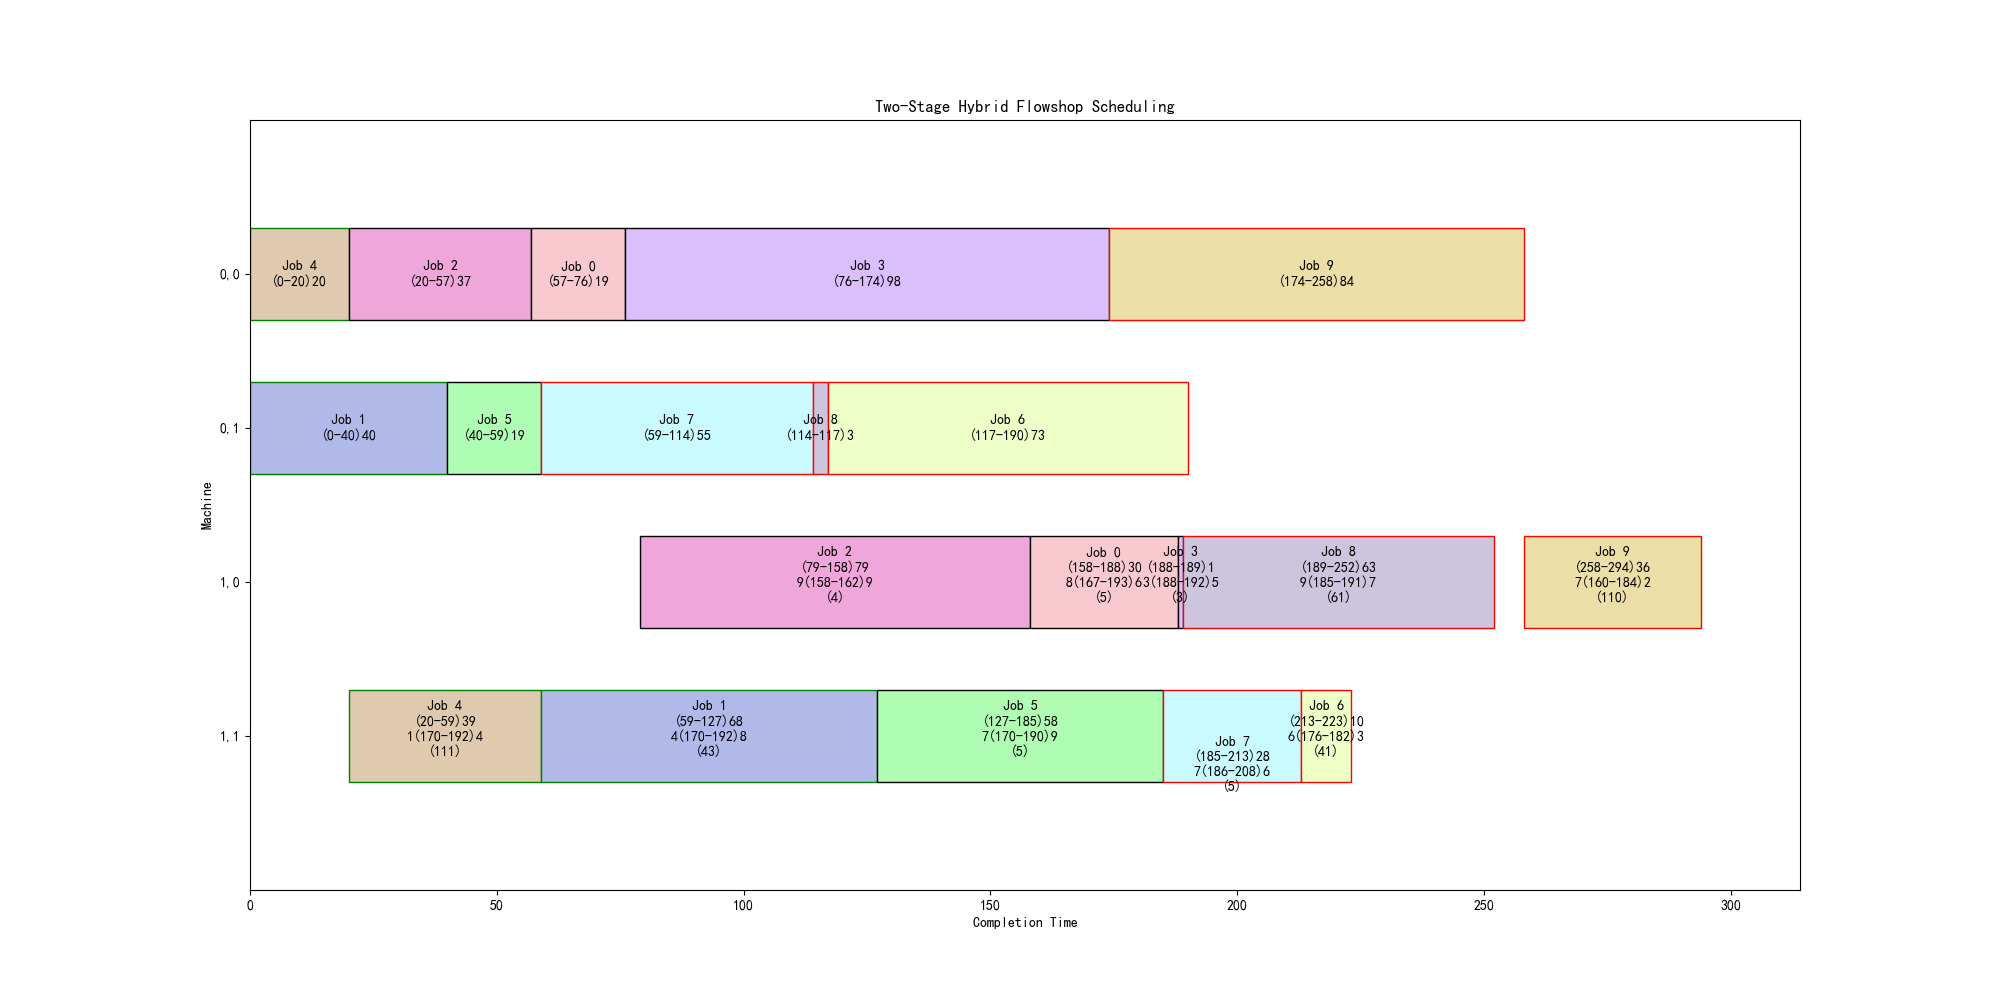 Two-Stage Hybrid Flowshop Scheduling
Machine
0,0
Job 4
(0-20)20
Job 2
(20-57)37
Job 0
(57-76)19
Job 3
(76-174)98
Job 9
(174-258)84
0,1
Job 1
(0-40)40
Job 5
(40-59)19
Job 7
(59-114)55
Job 8
(114-117)3
Job 6
(117-190)73
1,0
Job 2
(79-158)79
9(158-162)9
(4)
Job 0
(158-188)30
8(167-193)63
(5)
Job 3
(188-189)1
(188-192)5
(3)
Job 8
(189-252)63
9(185-191)7
(61)
Job 9
(258-294)36
7(160-184)2
(110)
1,1
Job 4
(20-59)39
1(170-192)4
(111)
Job 1
(59-127)68
4(170-192)8
(43)
Job 5
(127-185)58
7(170-190)9
(5)
Job 7
(185-213)28
7(186-208)6
(5)
Job 6
(213-223)10
6(176-182)3
(41)
0
50
100
150
200
250
300
Completion Time